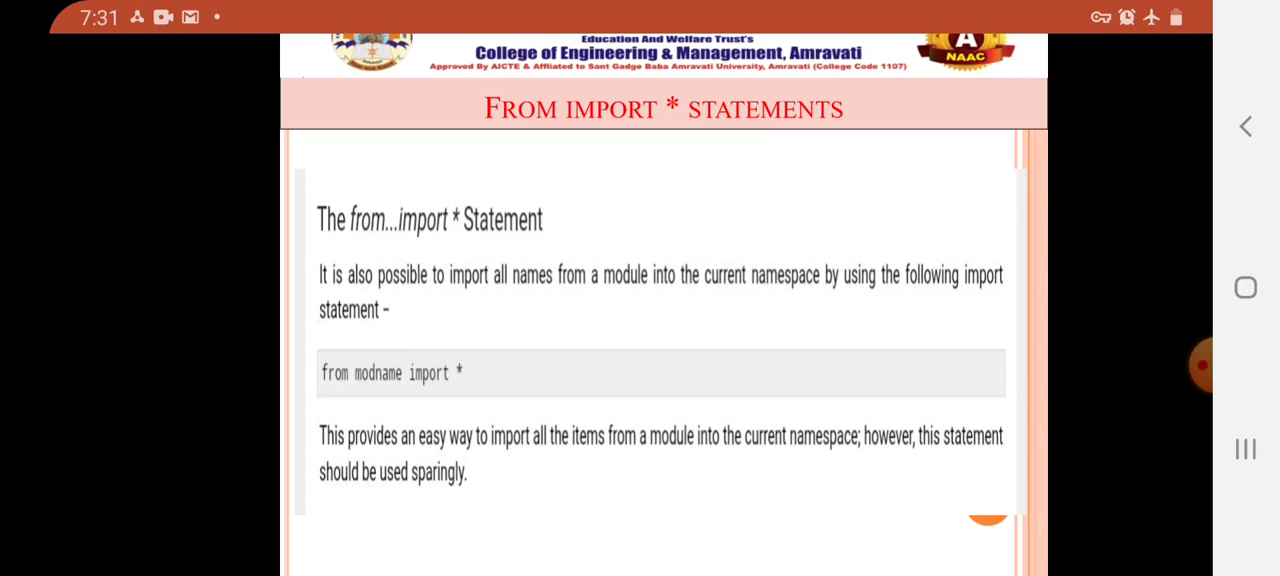 7:31
Education And Welfare Trust's
College of Engineering & Management, Amravati
Approved By AICTE & Affliated to Sant Gadge Baba Amravati University, Amravati (College Code 1107)
A
NAAC
FROM IMPORT * STATEMENTS
The from...import * Statement
It is also possible to import all names from a module into the current namespace by using the following import
statement –
from modname import *
This provides an easy way to import all the items from a module into the current namespace; however, this statement
should be used sparingly.